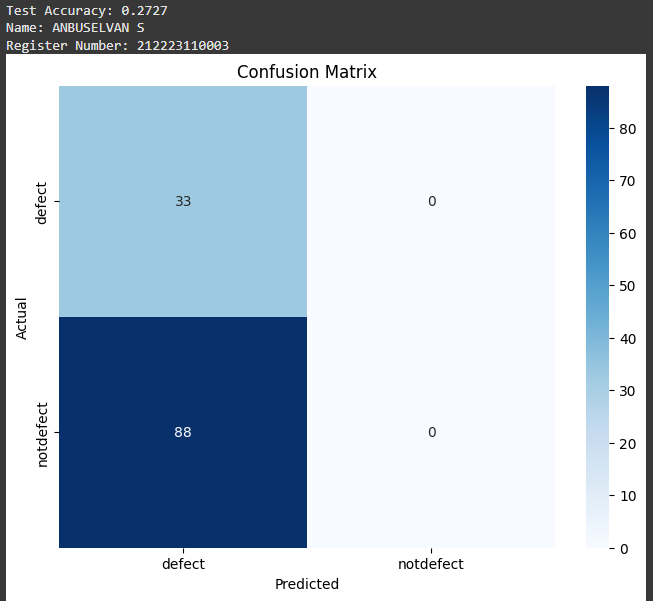 Test Accuracy: 0.2727
Name: ANBUSELVAN S
Register Number: 212223110003
Confusion Matrix
Actual
defect
33
0
notdefect
88
0
defect
notdefect
Predicted
80
70
60
50
40
30
20
10
0